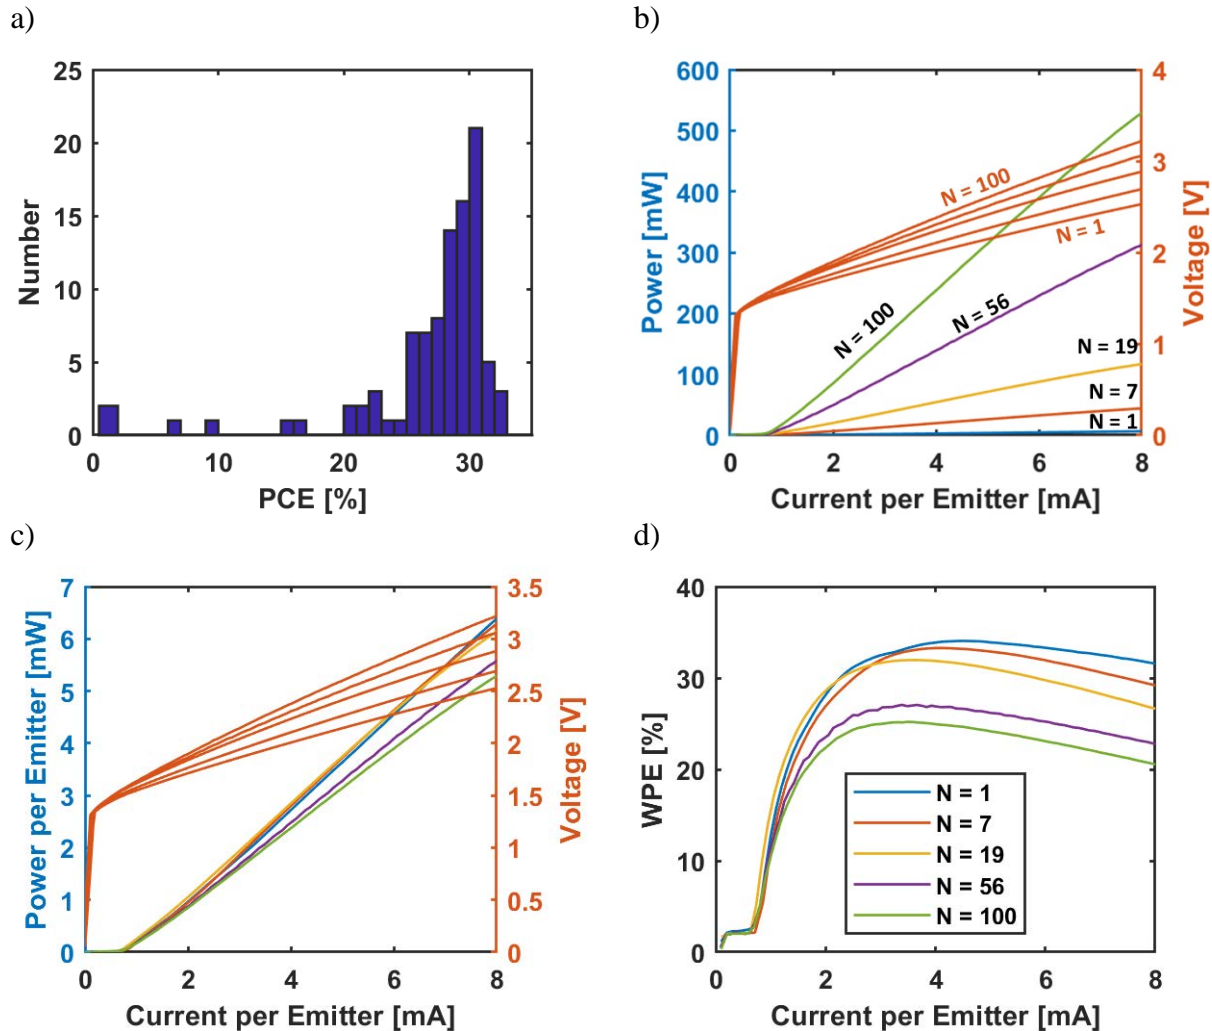 a)
25
20
15
10
5
0
Number
0 10 20 30
PCE [%]
b)
600
500
400
300
200
100
0
Power [mW]
4
3
2
1
0
Voltage [V]
N = 100
N = 1
N = 100
N = 56
N = 19
N = 7
N = 1
0 2 4 6 8
Current per Emitter [mA]
c)
7
6
5
4
3
2
1
0
Power per Emitter [mW]
3.5
3
2.5
2
1.5
1
0.5
0
Voltage [V]
0 2 4 6 8
Current per Emitter [mA]
d)
40
30
20
10
0
WPE [%]
N = 1
N = 7
N = 19
N = 56
N = 100
0 2 4 6 8
Current per Emitter [mA]